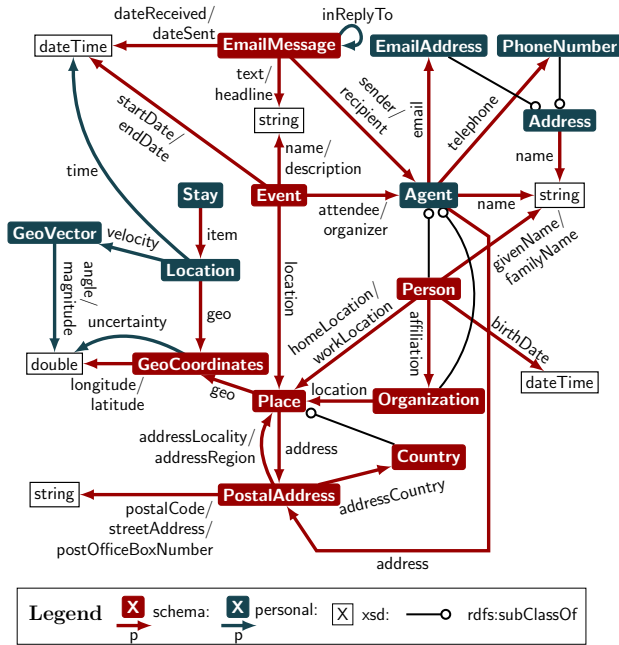 dateReceived/
dateSent
inReplyTo
dateTime
EmailMessage
EmailAddress
PhoneNumber
text/
headline
sender/
recipient
email
telephone
string
Address
startDate/
endDate
name/
description
name
time
Stay
Event
attendee/
organizer
Agent
name
string
GeoVector
velocity
item
Location
givenName/
familyName
angle/
magnitude
location
Person
homeLocation/
workLocation
affiliation
birthDate
uncertainty
geo
double
GeoCoordinates
longitude/
latitude
geo
Place
location
Organization
dateTime
addressLocality/
addressRegion
address
Country
string
PostalAddress
addressCountry
postalCode/
streetAddress/
postOfficeBoxNumber
address
Legend
X schema:
p
X personal:
p
X xsd:
rdfs:subClassOf